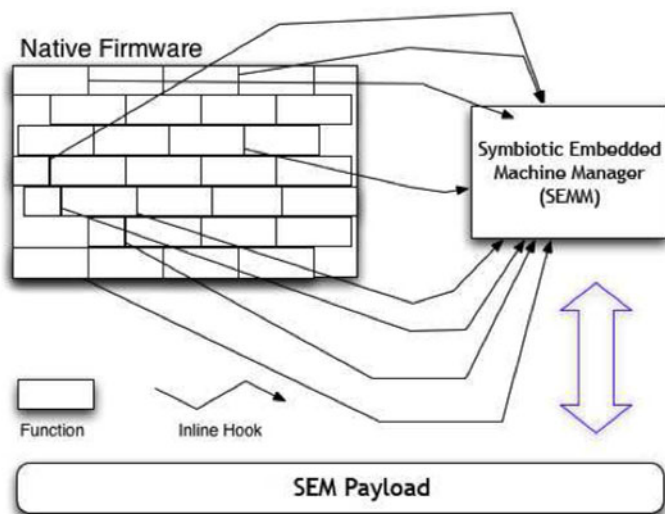 Native Firmware
Symbiotic Embedded
Machine Manager
(SEMM)
Function
Inline Hook
SEM Payload